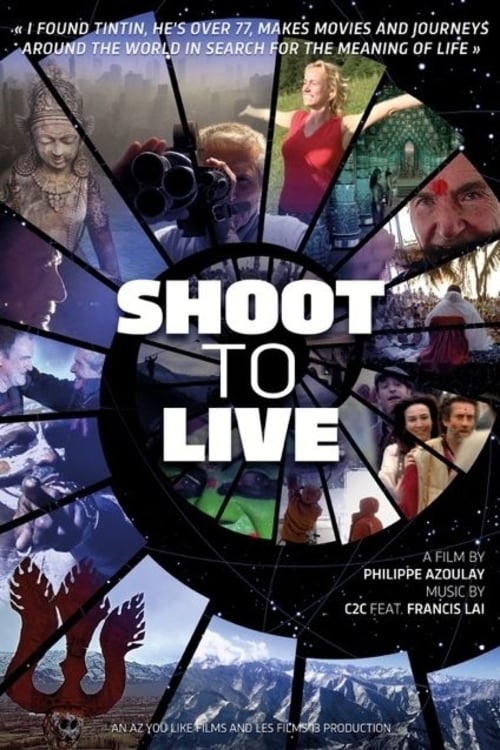 « I FOUND TINTIN, HE'S OVER 77, MAKES MOVIES AND JOURNEYS
AROUND THE WORLD IN SEARCH FOR THE MEANING OF LIFE »
SHOOT
TO
LIVE
A FILM BY
PHILIPPE AZOULAY
MUSIC BY
C2C FEAT. FRANCIS LAI
AN AZ YOU LIKE FILMS AND LES FILMS 13 PRODUCTION